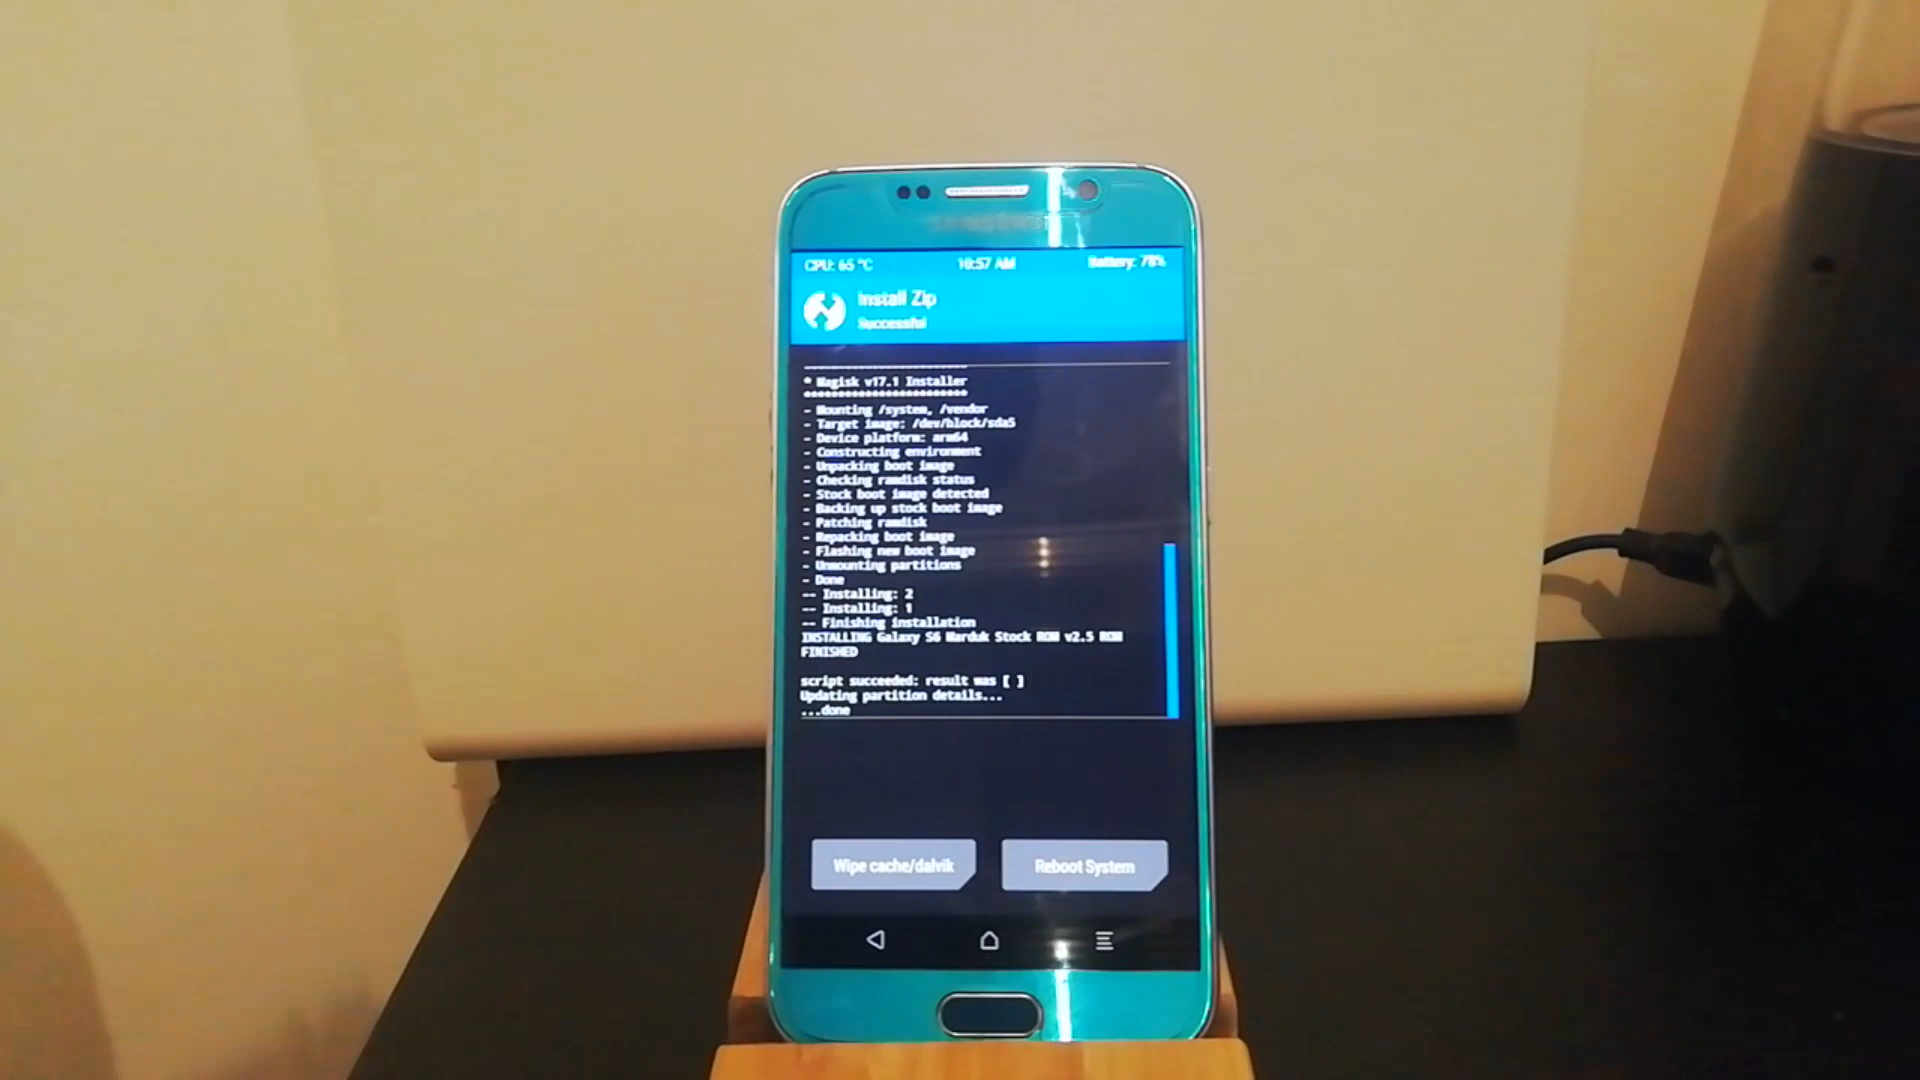 SAMSUNG
CPU: 65 °C
10:57 AM
Battery: 78%
Install Zip
Successful
************************
* Magisk v17.1 Installer
************************
- Mounting /system, /vendor
- Target image: /dev/block/sda5
- Device platform: arm64
- Constructing environment
- Unpacking boot image
- Checking ramdisk status
- Stock boot image detected
- Backing up stock boot image
- Patching ramdisk
- Repacking boot image
- Flashing new boot image
- Unmounting partitions
- Done
-- Installing: 2
-- Installing: 1
-- Finishing installation
INSTALLING Galaxy S6 Marduk Stock ROM v2.5 ROM
FINISHED
script succeeded: result was [ ]
Updating partition details...
...done
Wipe cache/dalvik
Reboot System